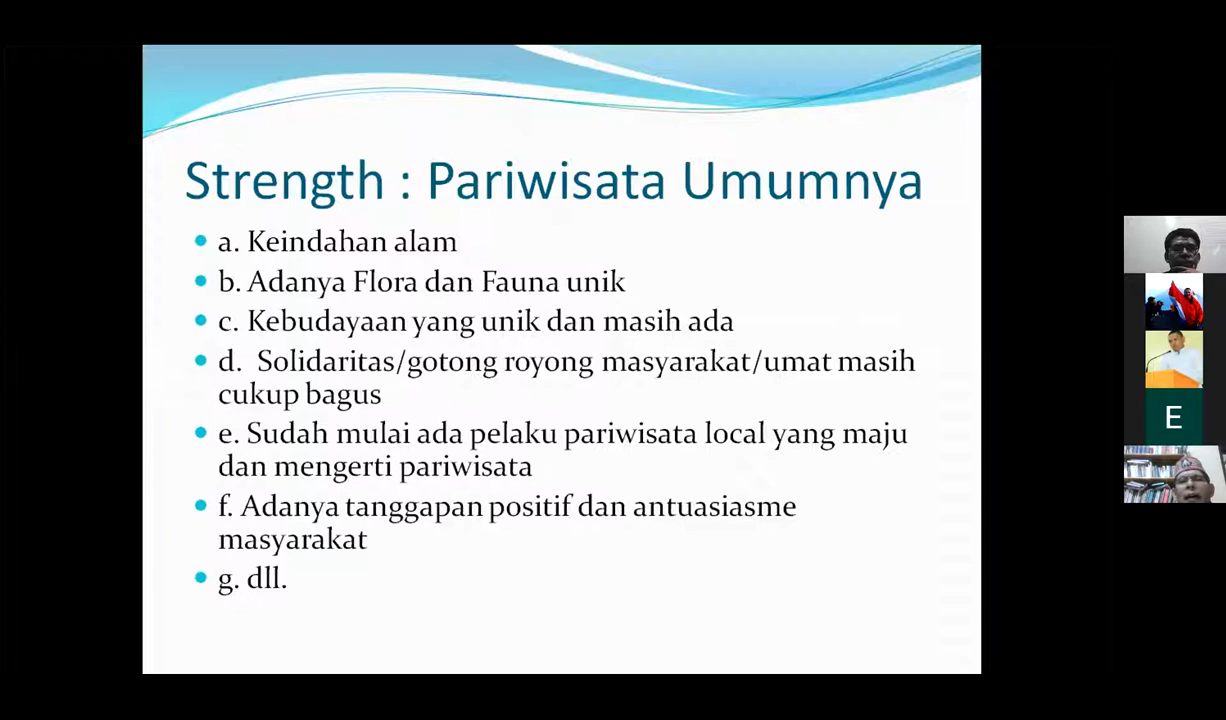 Strength : Pariwisata Umumnya
a. Keindahan alam
b. Adanya Flora dan Fauna unik
c. Kebudayaan yang unik dan masih ada
d. Solidaritas/gotong royong masyarakat/umat masih
cukup bagus
e. Sudah mulai ada pelaku pariwisata local yang maju
dan mengerti pariwisata
f. Adanya tanggapan positif dan antuasiasme
masyarakat
g. dll.
E